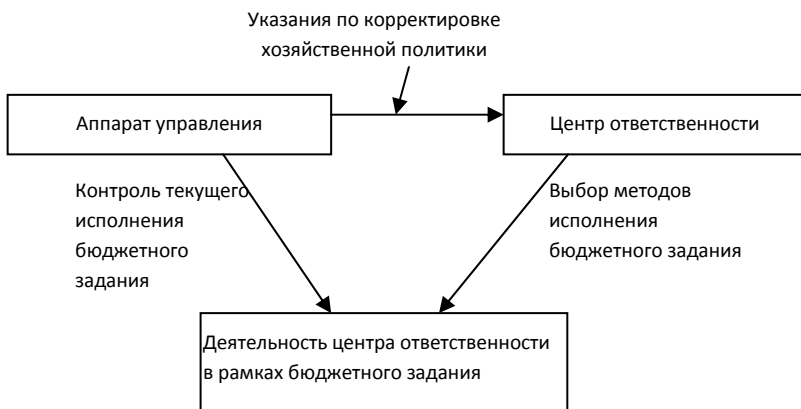 Указания по корректировке
хозяйственной политики
Аппарат управления
Центр ответственности
Контроль текущего
исполнения
бюджетного
задания
Выбор методов
исполнения
бюджетного задания
Деятельность центра ответственности
в рамках бюджетного задания